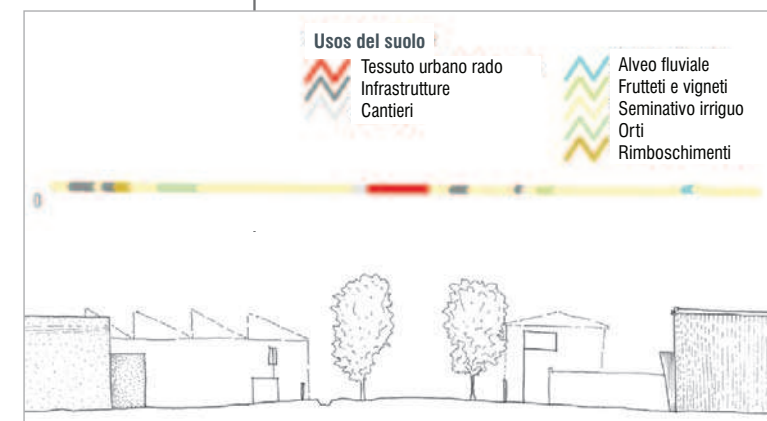 Usos del suolo
Tessuto urbano rado
Infrastrutture
Cantieri
Alveo fluviale
Frutteti e vigneti
Seminativo irriguo
Orti
Rimboschimenti
0